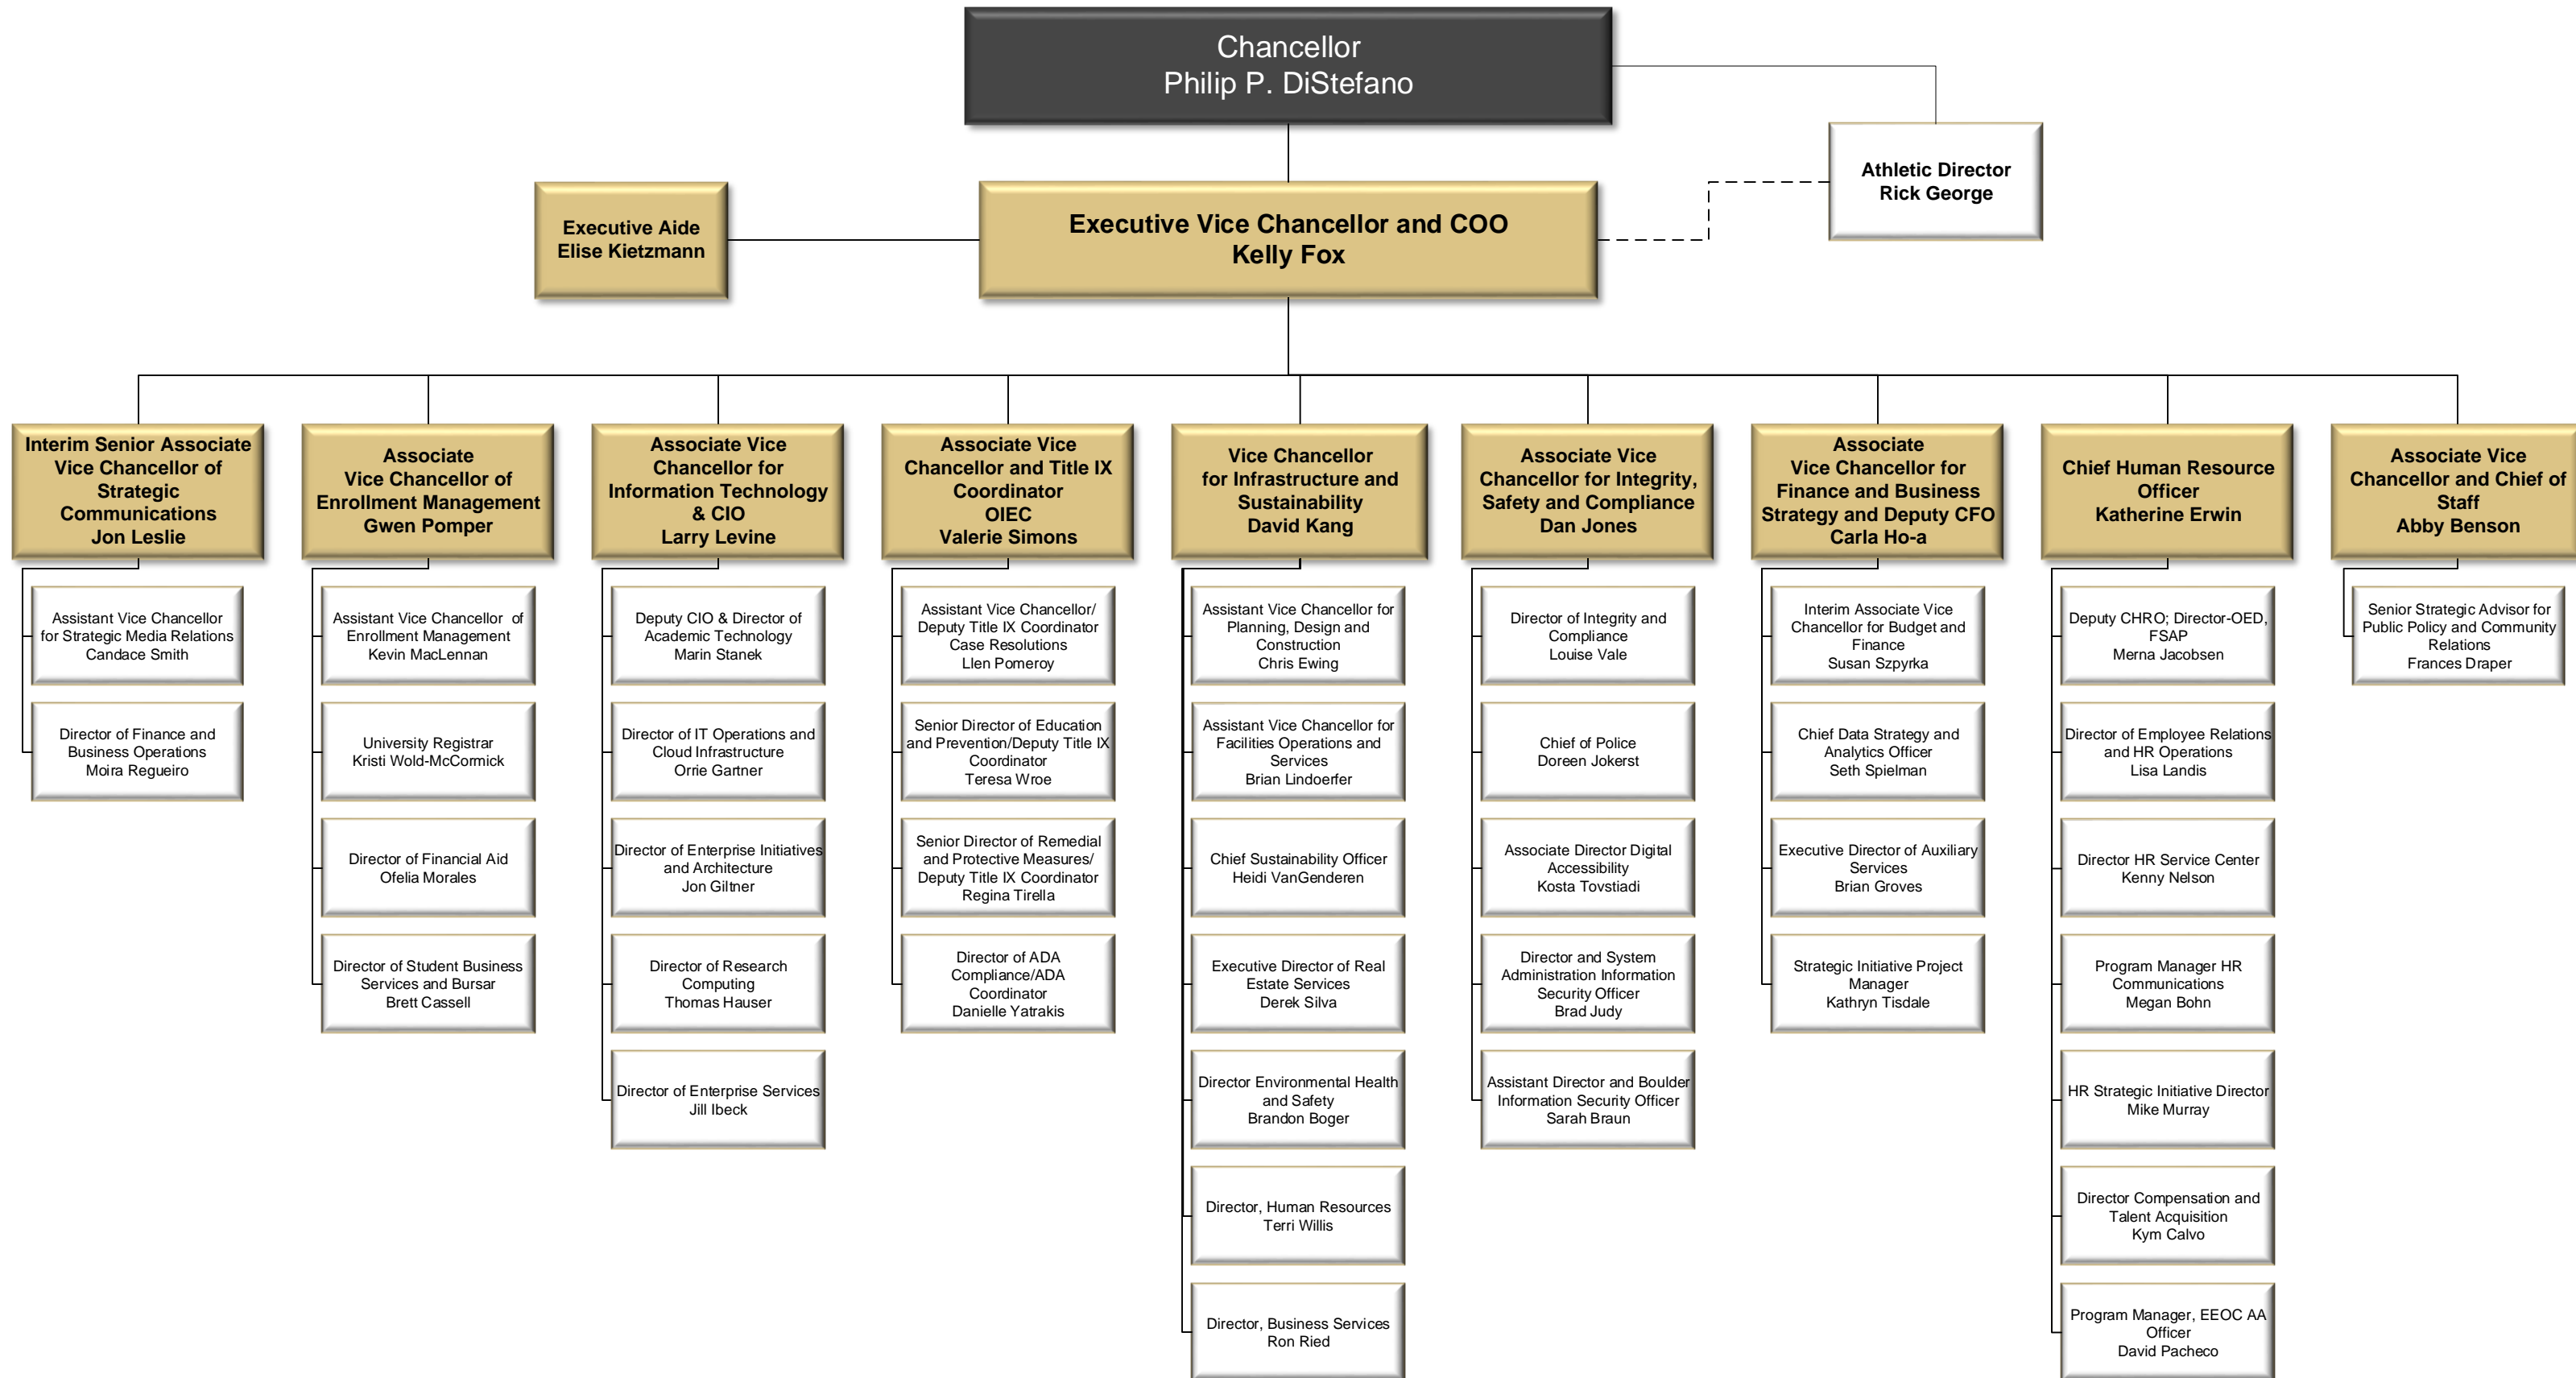 Chancellor
Philip P. DiStefano
Athletic Director
Rick George
Executive Aide
Elise Kietzmann
Executive Vice Chancellor and COO
Kelly Fox
Interim Senior Associate
Vice Chancellor of
Strategic
Communications
Jon Leslie
Assistant Vice Chancellor
for Strategic Media Relations
Candace Smith
Director of Finance and
Business Operations
Moira Regueiro
Associate
Vice Chancellor of
Enrollment Management
Gwen Pomper
Assistant Vice Chancellor of
Enrollment Management
Kevin MacLennan
University Registrar
Kristi Wold-McCormick
Director of Financial Aid
Ofelia Morales
Director of Student Business
Services and Bursar
Brett Cassell
Associate Vice
Chancellor for
Information Technology
& CIO
Larry Levine
Deputy CIO & Director of
Academic Technology
Marin Stanek
Director of IT Operations and
Cloud Infrastructure
Orrie Gartner
Director of Enterprise Initiatives
and Architecture
Jon Giltner
Director of Research
Computing
Thomas Hauser
Director of Enterprise Services
Jill Ibeck
Associate Vice
Chancellor and Title IX
Coordinator
OIEC
Valerie Simons
Assistant Vice Chancellor/
Deputy Title IX Coordinator
Case Resolutions
Llen Pomeroy
Senior Director of Education
and Prevention/Deputy Title IX
Coordinator
Teresa Wroe
Senior Director of Remedial
and Protective Measures/
Deputy Title IX Coordinator
Regina Tirella
Director of ADA
Compliance/ADA
Coordinator
Danielle Yatrakis
Vice Chancellor
for Infrastructure and
Sustainability
David Kang
Assistant Vice Chancellor for
Planning, Design and
Construction
Chris Ewing
Assistant Vice Chancellor for
Facilities Operations and
Services
Brian Lindoerfer
Chief Sustainability Officer
Heidi VanGenderen
Executive Director of Real
Estate Services
Derek Silva
Director Environmental Health
and Safety
Brandon Boger
Director, Human Resources
Terri Willis
Director, Business Services
Ron Ried
Associate Vice
Chancellor for Integrity,
Safety and Compliance
Dan Jones
Director of Integrity and
Compliance
Louise Vale
Chief of Police
Doreen Jokerst
Associate Director Digital
Accessibility
Kosta Tovstiadi
Director and System
Administration Information
Security Officer
Brad Judy
Assistant Director and Boulder
Information Security Officer
Sarah Braun
Associate
Vice Chancellor for
Finance and Business
Strategy and Deputy CFO
Carla Ho-a
Interim Associate Vice
Chancellor for Budget and
Finance
Susan Szpyrka
Chief Data Strategy and
Analytics Officer
Seth Spielman
Executive Director of Auxiliary
Services
Brian Groves
Strategic Initiative Project
Manager
Kathryn Tisdale
Chief Human Resource
Officer
Katherine Erwin
Deputy CHRO; Director-OED,
FSAP
Merna Jacobsen
Director of Employee Relations
and HR Operations
Lisa Landis
Director HR Service Center
Kenny Nelson
Program Manager HR
Communications
Megan Bohn
HR Strategic Initiative Director
Mike Murray
Director Compensation and
Talent Acquisition
Kym Calvo
Program Manager, EEOC AA
Officer
David Pacheco
Associate Vice
Chancellor and Chief of
Staff
Abby Benson
Senior Strategic Advisor for
Public Policy and Community
Relations
Frances Draper